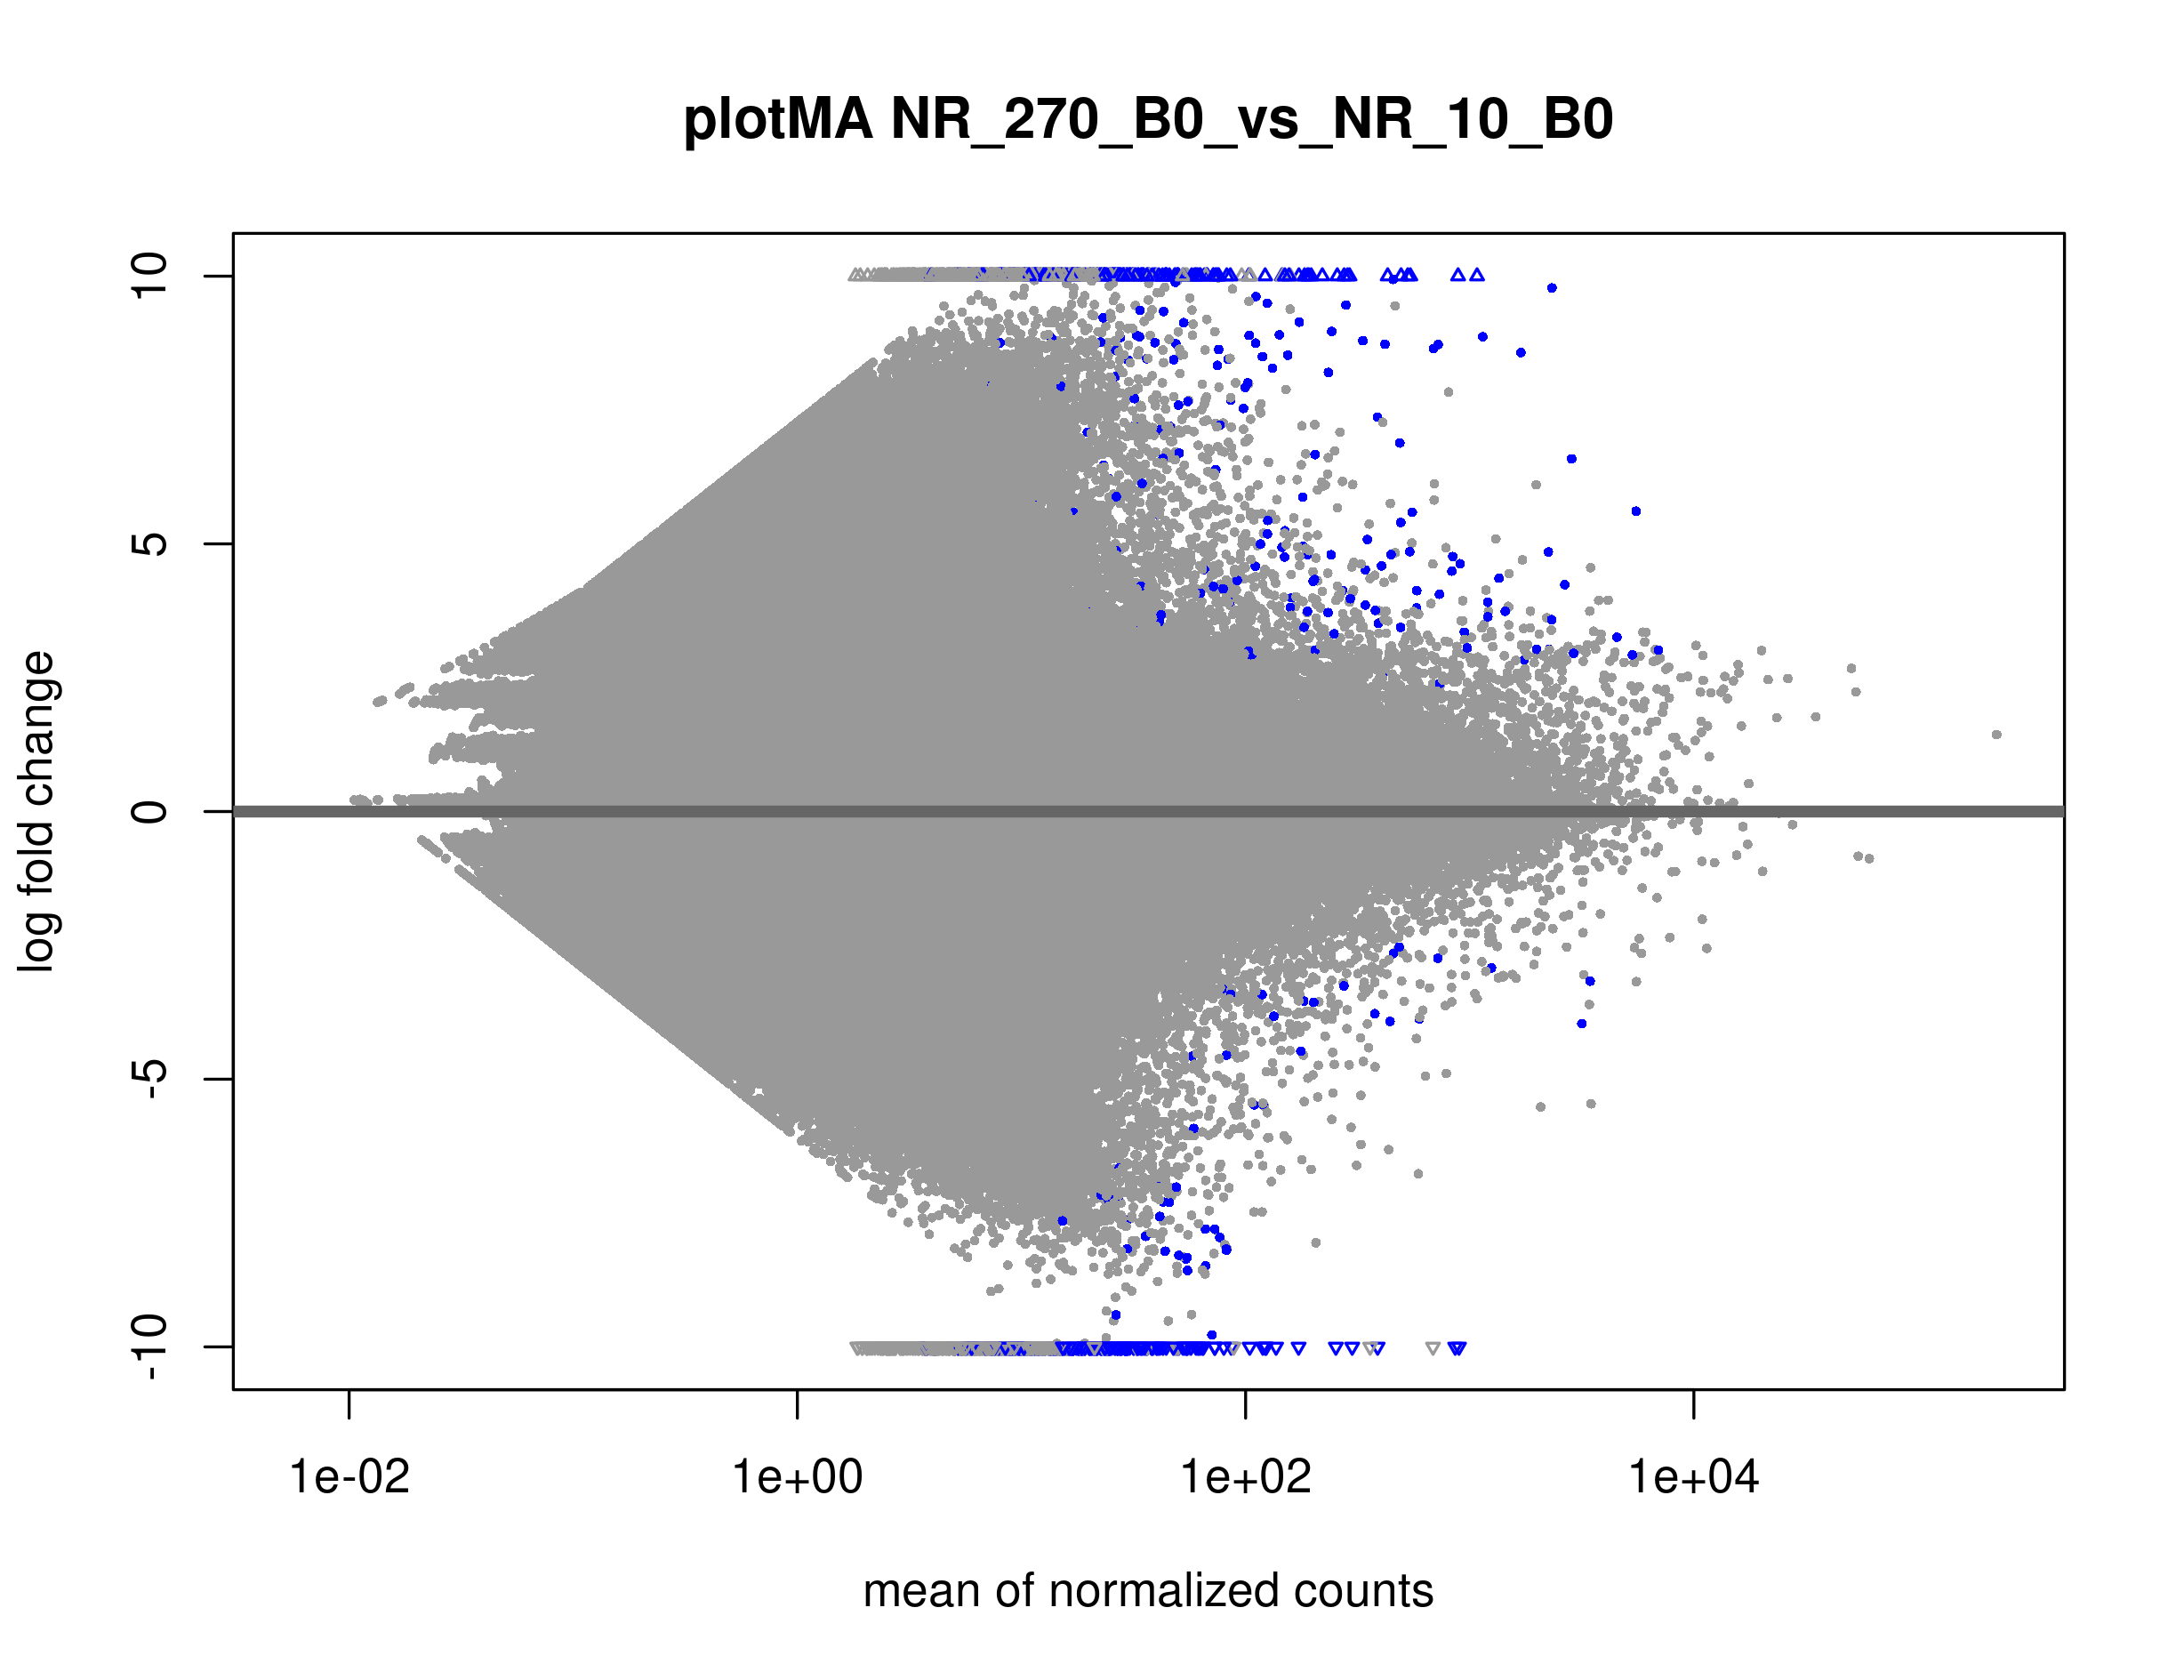 plotMA NR_270_B0_vs_NR_10_B0
10
5
0
-5
-10
log fold change
1e-02 1e+00 1e+02 1e+04
mean of normalized counts